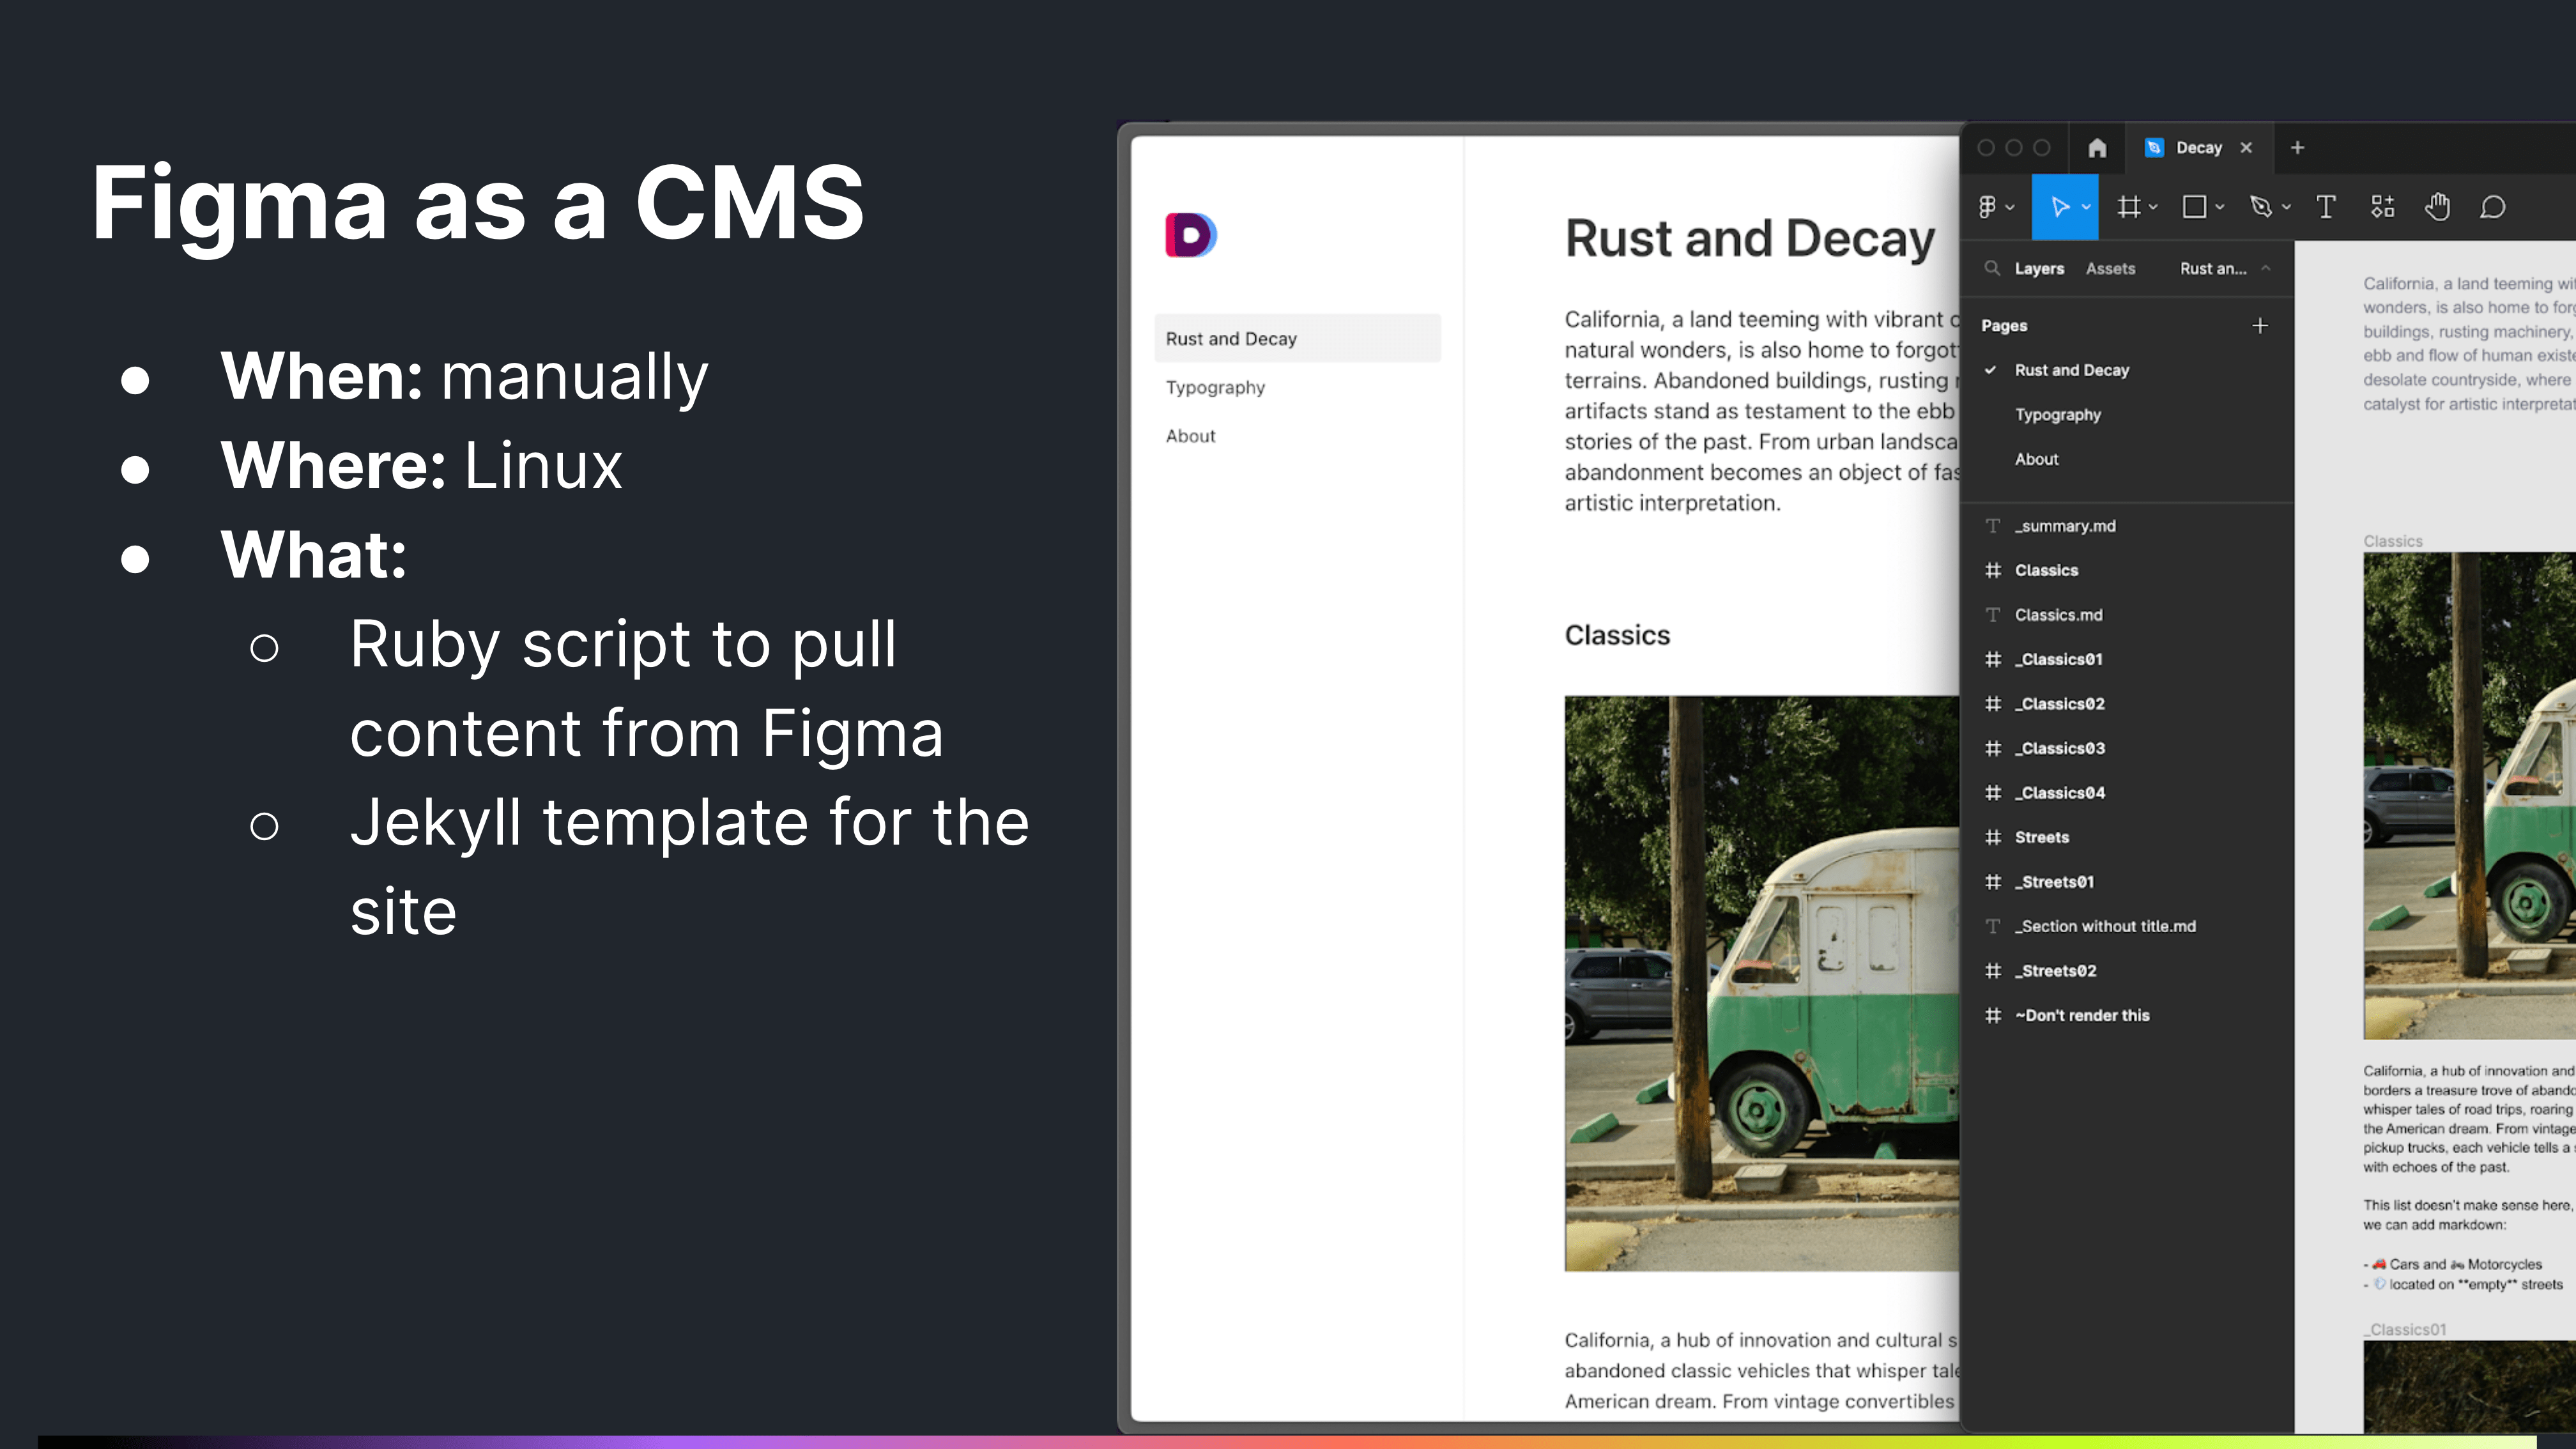 Figma as a CMS
● When: manually
● Where: Linux
● What:
○ Ruby script to pull
content from Figma
○ Jekyll template for the
site
Rust and Decay
Typography
About
Rust and Decay
California, a land teeming with vibrant
natural wonders, is also home to
terrains. Abandoned buildings, rusting
artifacts stand as testament to the ebb
stories of the past. From urban
abandonment becomes an object of
artistic interpretation.
Classics
California, a hub of innovation and cultural
abandoned classic vehicles that whisper
American dream. From vintage convertibles
Decay
Layers Assets Rust an...
Pages
Rust and Decay
Typography
About
_summary.md
Classics
Classics.md
_Classics01
_Classics02
_Classics03
_Classics04
Streets
_Streets01
_Section without title.md
_Streets02
~Don't render this
California, a land teeming
wonders, is also home to
buildings, rusting machinery,
ebb and flow of human
desolate countryside, where
catalyst for artistic
Classics
California, a hub of innovation and
borders a treasure trove of
whisper tales of road trips, roaring
the American dream. From vintage
pickup trucks, each vehicle tells a
with echoes of the past.
This list doesn't make sense here,
we can add markdown:
- 🚗 Cars and 🏍 Motorcycles
- located on **empty** streets
_Classics01